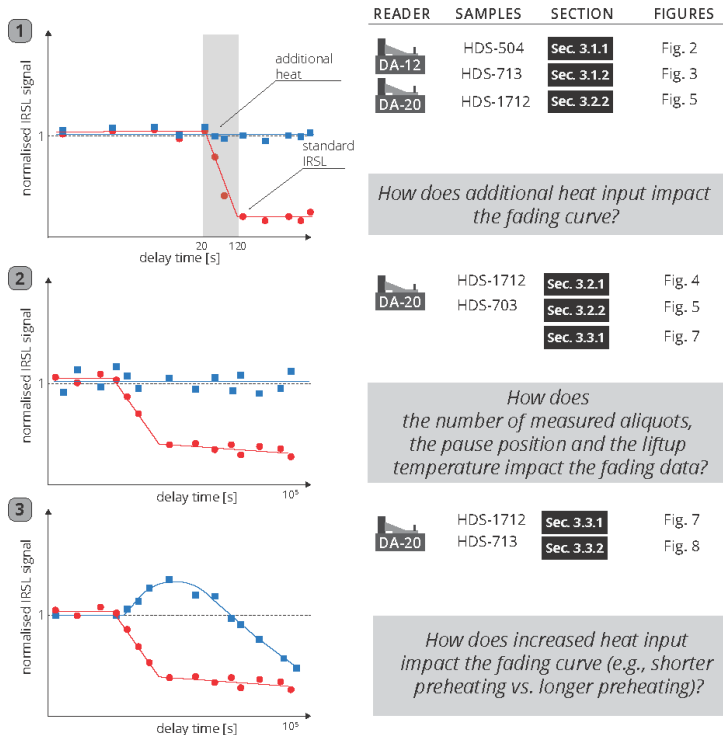 READER SAMPLES SECTION FIGURES
1
additional
heat
standard
IRSL
1
normalised IRSL signal
20 120
delay time [s]
DA-12
DA-20
HDS-504 Sec. 3.1.1 Fig. 2
HDS-713 Sec. 3.1.2 Fig. 3
HDS-1712 Sec. 3.2.2 Fig. 5
How does additional heat input impact
the fading curve?
2
normalised IRSL signal
1
delay time [s] 10⁵
DA-20
HDS-1712 Sec. 3.2.1 Fig. 4
HDS-703 Sec. 3.2.2 Fig. 5
Sec. 3.3.1 Fig. 7
How does
the number of measured aliquots,
the pause position and the liftup
temperature impact the fading data?
3
normalised IRSL signal
1
delay time [s] 10⁵
DA-20
HDS-1712 Sec. 3.3.1 Fig. 7
HDS-713 Sec. 3.3.2 Fig. 8
How does increased heat input
impact the fading curve (e.g., shorter
preheating vs. longer preheating)?